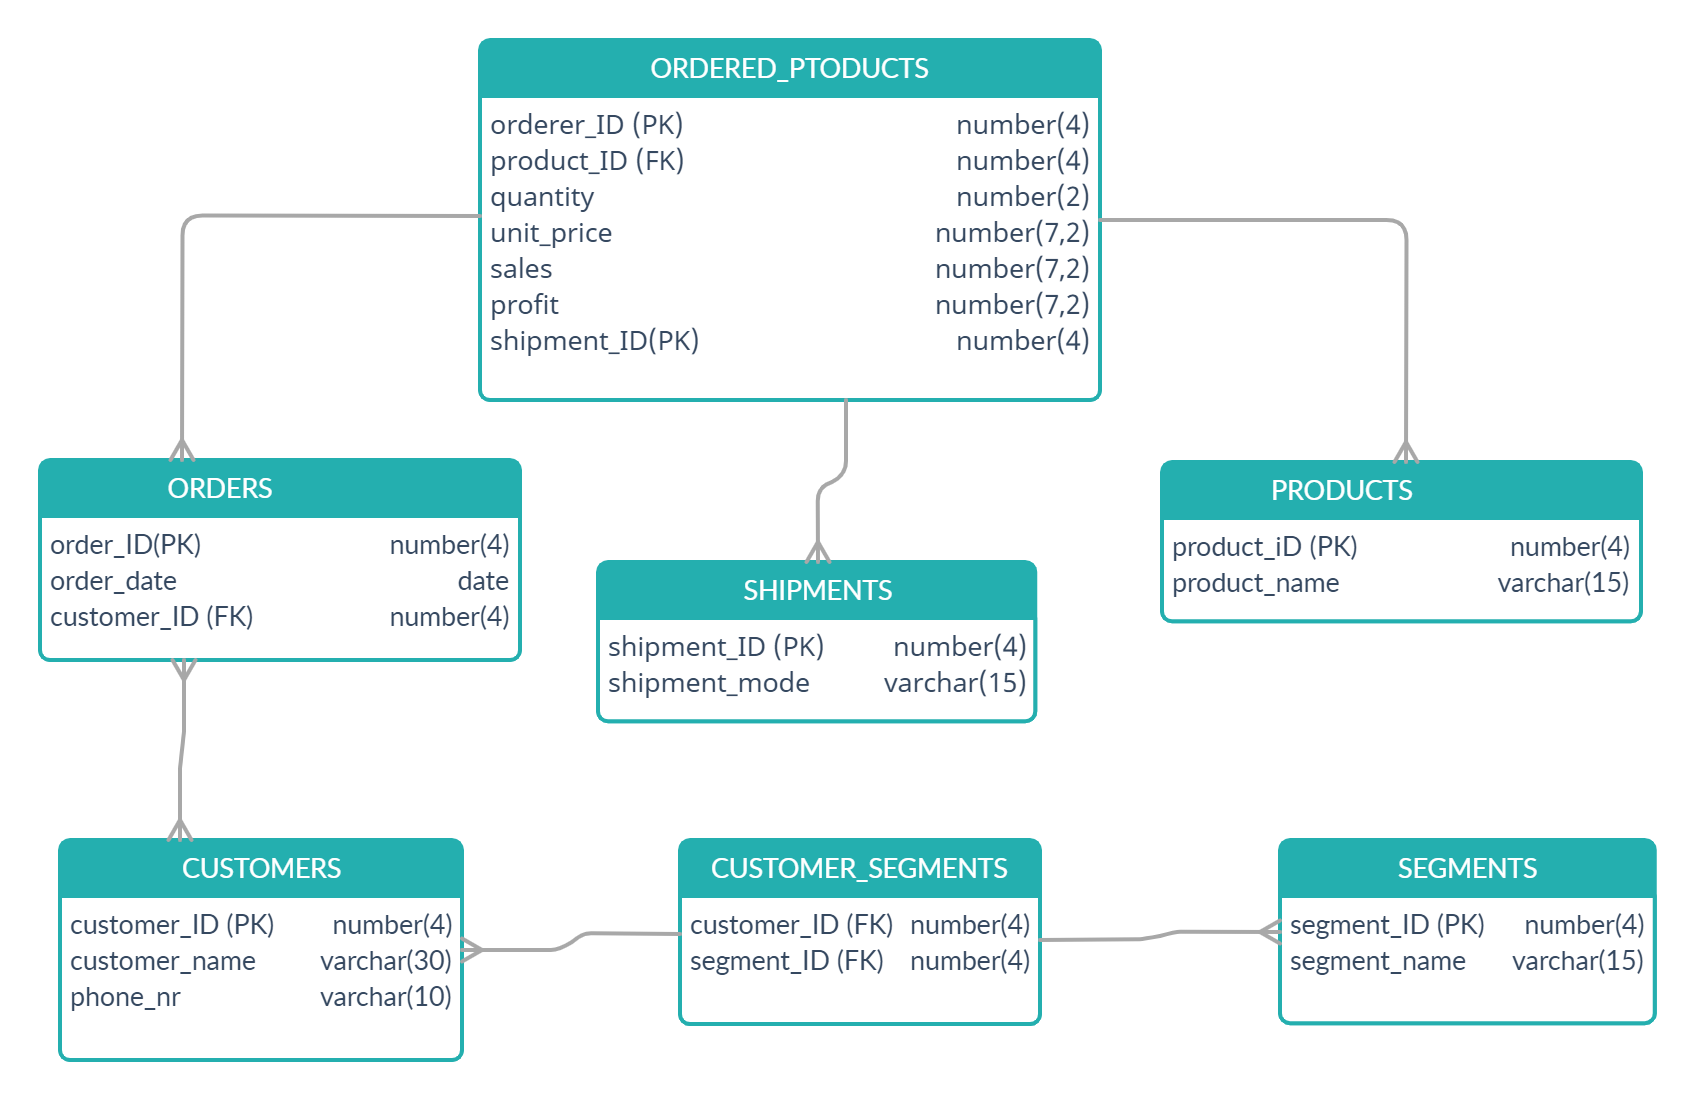 ORDERED_PTODUCTS
orderer_ID (PK) number(4)
product_ID (FK) number(4)
quantity number(2)
unit_price number(7,2)
sales number(7,2)
profit number(7,2)
shipment_ID(PK) number(4)
ORDERS
order_ID(PK) number(4)
order_date date
customer_ID (FK) number(4)
SHIPMENTS
shipment_ID (PK) number(4)
shipment_mode varchar(15)
PRODUCTS
product_iD (PK) number(4)
product_name varchar(15)
CUSTOMERS
customer_ID (PK) number(4)
customer_name varchar(30)
phone_nr varchar(10)
CUSTOMER_SEGMENTS
customer_ID (FK) number(4)
segment_ID (FK) number(4)
SEGMENTS
segment_ID (PK) number(4)
segment_name varchar(15)